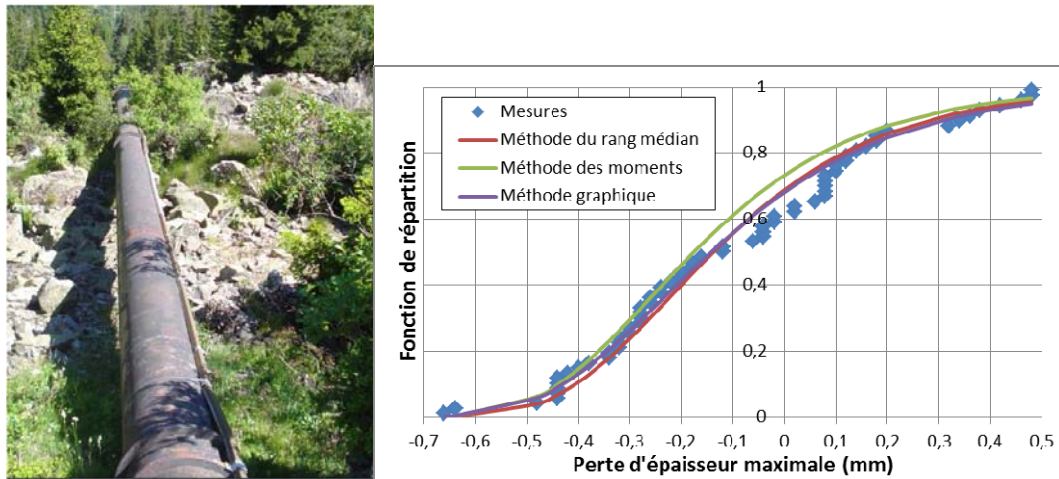 Mesures
Méthode du rang médian
Méthode des moments
Méthode graphique
Fonction de répartition
1
0,8
0,6
0,4
0,2
0
-0,7 -0,6 -0,5 -0,4 -0,3 -0,2 -0,1 0 0,1 0,2 0,3 0,4 0,5
Perte d'épaisseur maximale (mm)